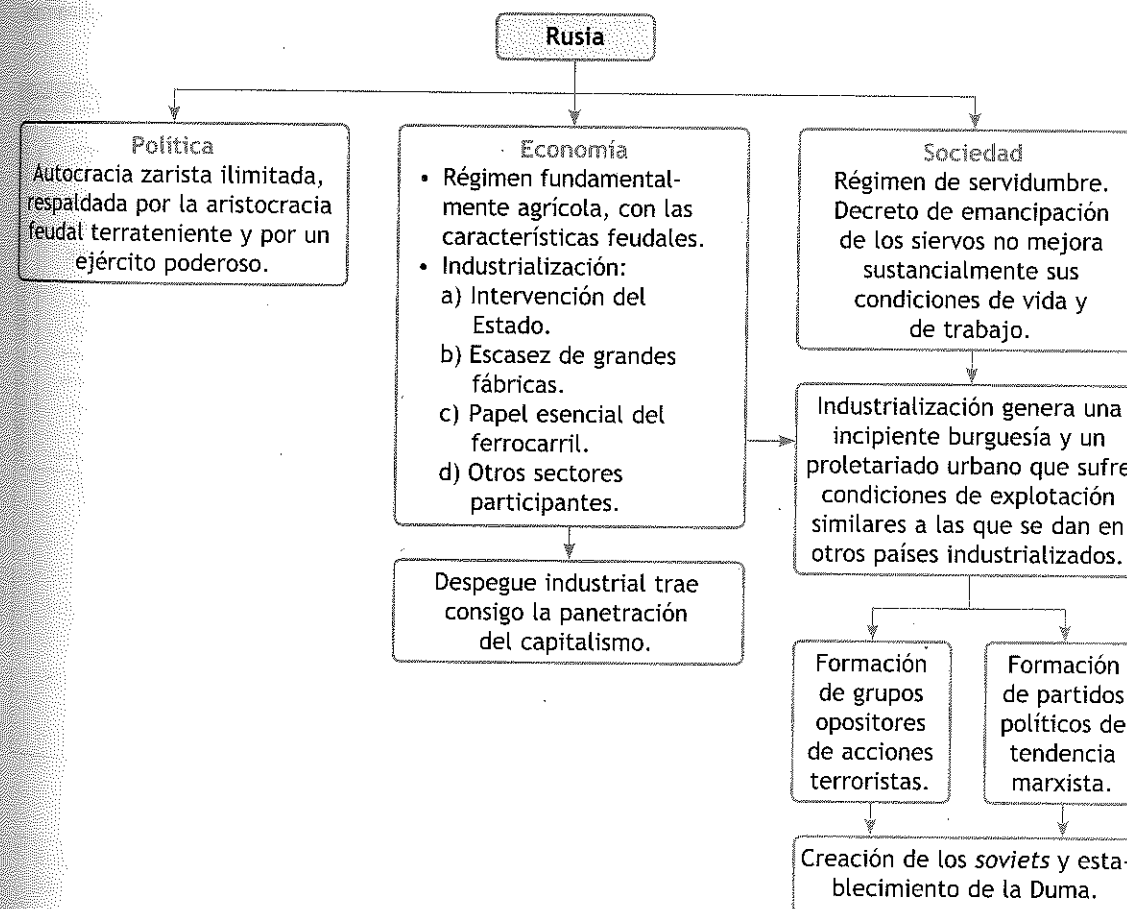 Rusia
Política
Autocracia zarista ilimitada,
respaldada por la aristocracia
feudal terrateniente y por un
ejército poderoso.
Economía
• Régimen fundamental-
mente agrícola, con las
características feudales.
• Industrialización:
a) Intervención del
Estado.
b) Escasez de grandes
fábricas.
c) Papel esencial del
ferrocarril.
d) Otros sectores
participantes.
Despegue industrial trae
consigo la panetración
del capitalismo.
Sociedad
Régimen de servidumbre.
Decreto de emancipación
de los siervos no mejora
sustancialmente sus
condiciones de vida y
de trabajo.
Industrialización genera una
incipiente burguesía y un
proletariado urbano que sufre
condiciones de explotación
similares a las que se dan en
otros países industrializados.
Formación
de grupos
opositores
de acciones
terroristas.
Formación
de partidos
políticos de
tendencia
marxista.
Creación de los soviets y esta-
blecimiento de la Duma.